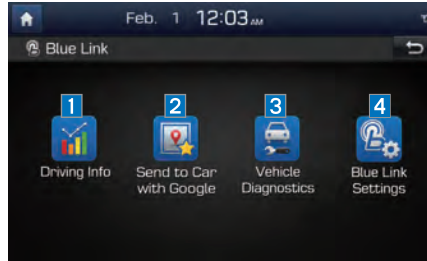 Feb. 1 12:03 AM
Blue Link
1 2 3 4
Driving Info
Send to Car
with Google
Vehicle
Diagnostics
Blue Link
Settings